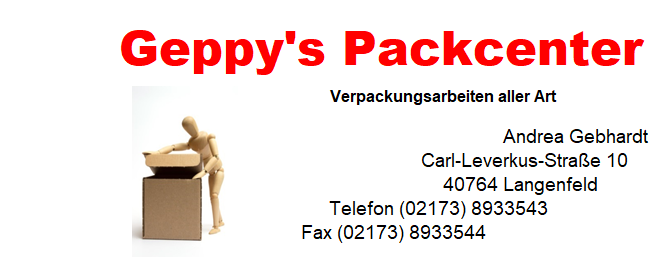 Geppy's Packcenter
Verpackungsarbeiten aller Art
Andrea Gebhardt
Carl-Leverkus-Straße 10
40764 Langenfeld
Telefon (02173) 8933543
Fax (02173) 8933544